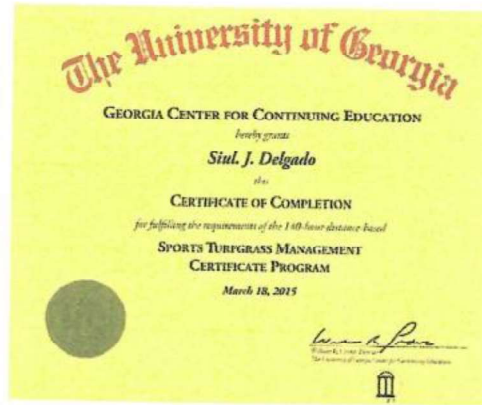 The University of Georgia
GEORGIA CENTER FOR CONTINUING EDUCATION
hereby grants
Siul. J. Delgado
this
CERTIFICATE OF COMPLETION
for fulfilling the requirements of the 140-hour distance-based
SPORTS TURFGRASS MANAGEMENT
CERTIFICATE PROGRAM
March 18, 2015